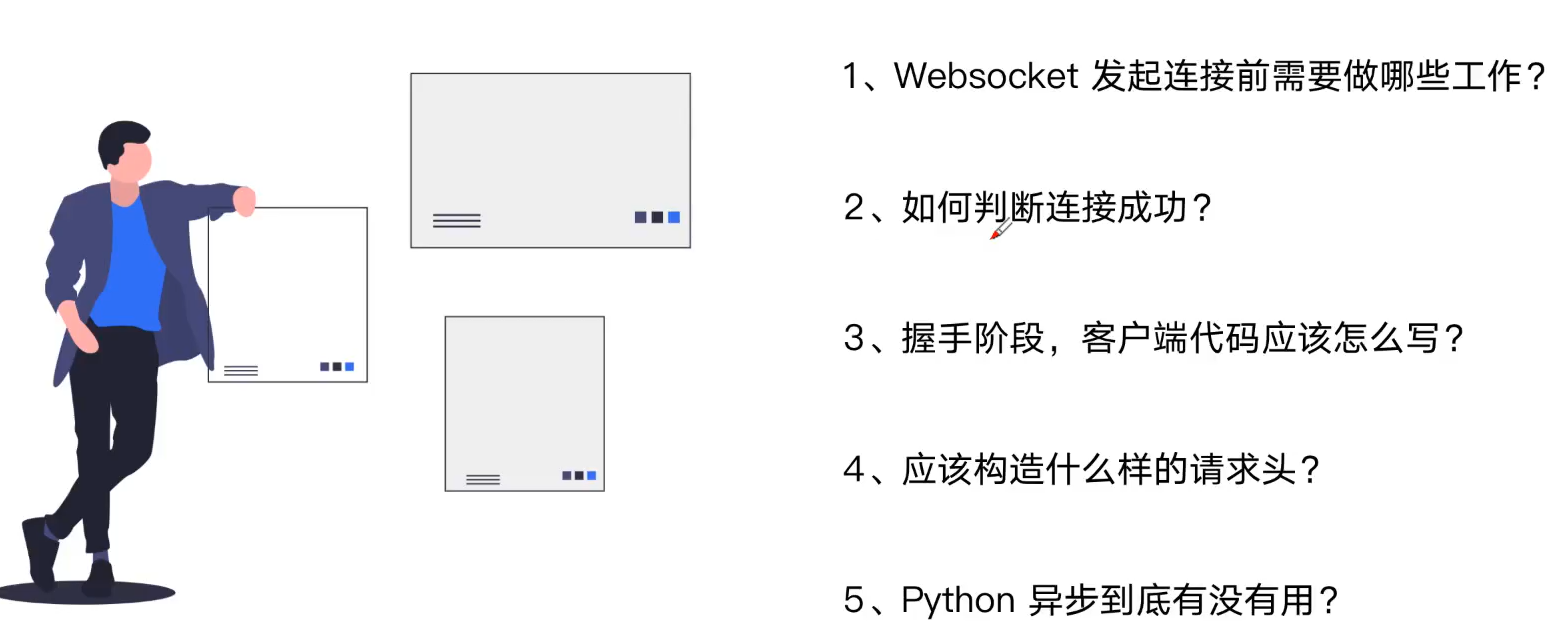 1、Websocket 发起连接前需要做哪些工作？
2、如何判断连接成功？
3、握手阶段，客户端代码应该怎么写？
4、应该构造什么样的请求头？
5、Python 异步到底有没有用？